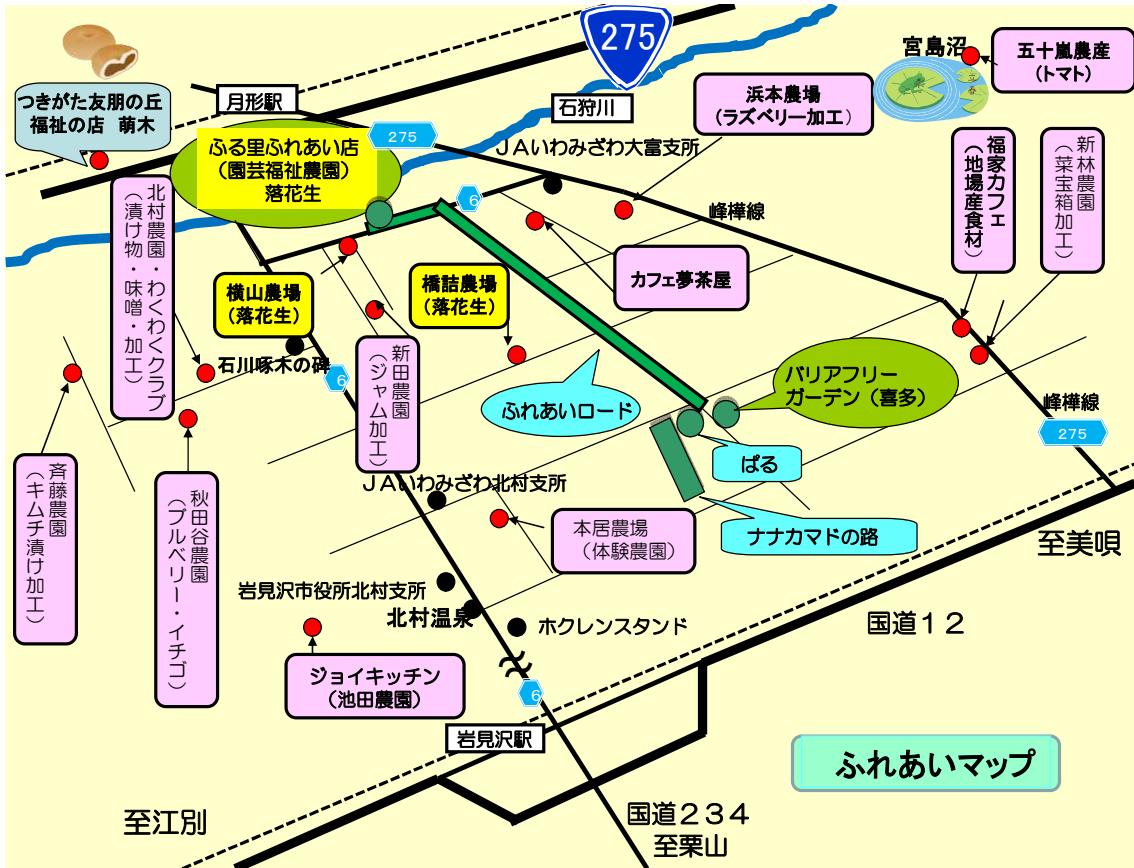 275
宮島沼
五十嵐農産
(トマト)
立春
つきがた友朋の丘
福祉の店 萌木
月形駅
石狩川
浜本農場
(ラズベリー加工)
275
ふる里ふれあい店
(園芸福祉農園)
落花生
JAいわみざわ大富支所
6
峰樺線
福家カフェ
(地場産食材)
新林農園
(菜宝箱加工)
北村農園・わくわくクラブ
(漬け物・味噌・加工)
横山農場
(落花生)
橋詰農場
(落花生)
カフェ夢茶屋
石川啄木の碑
6
新田農園
(ジャム加工)
ふれあいロード
バリアフリー
ガーデン(喜多)
峰樺線
275
ぱる
斉藤農園
(キムチ漬け加工)
秋田谷農園
(ブルベリー・イチゴ)
JAいわみざわ北村支所
本居農場
(体験農園)
ナナカマドの路
至美唄
岩見沢市役所北村支所
北村温泉
ホクレンスタンド
国道12
ジョイキッチン
(池田農園)
6
岩見沢駅
ふれあいマップ
至江別
国道234
至栗山